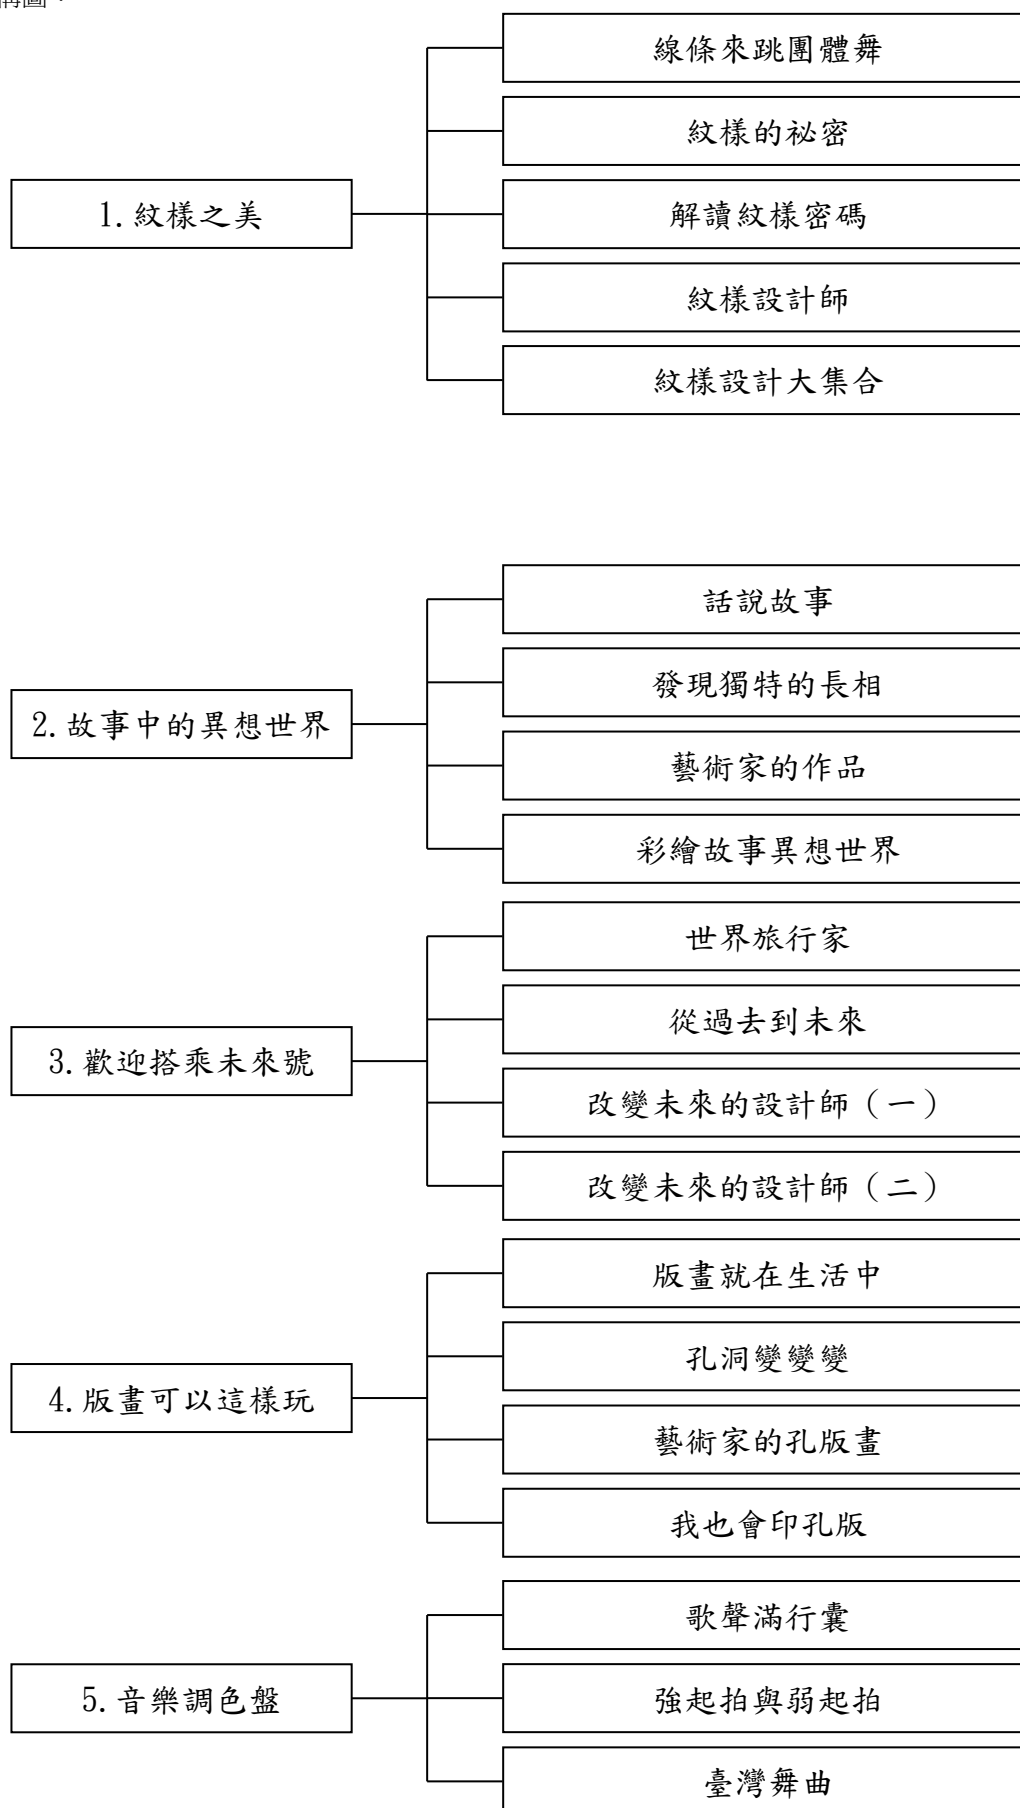 構圖：
線條來跳團體舞
紋樣的祕密
1.紋樣之美
解讀紋樣密碼
紋樣設計師
紋樣設計大集合
話說故事
發現獨特的長相
2.故事中的異想世界
藝術家的作品
彩繪故事異想世界
世界旅行家
從過去到未來
3.歡迎搭乘未來號
改變未來的設計師（一）
改變未來的設計師（二）
版畫就在生活中
孔洞變變變
4.版畫可以這樣玩
藝術家的孔版畫
我也會印孔版
歌聲滿行囊
5.音樂調色盤
強起拍與弱起拍
臺灣舞曲